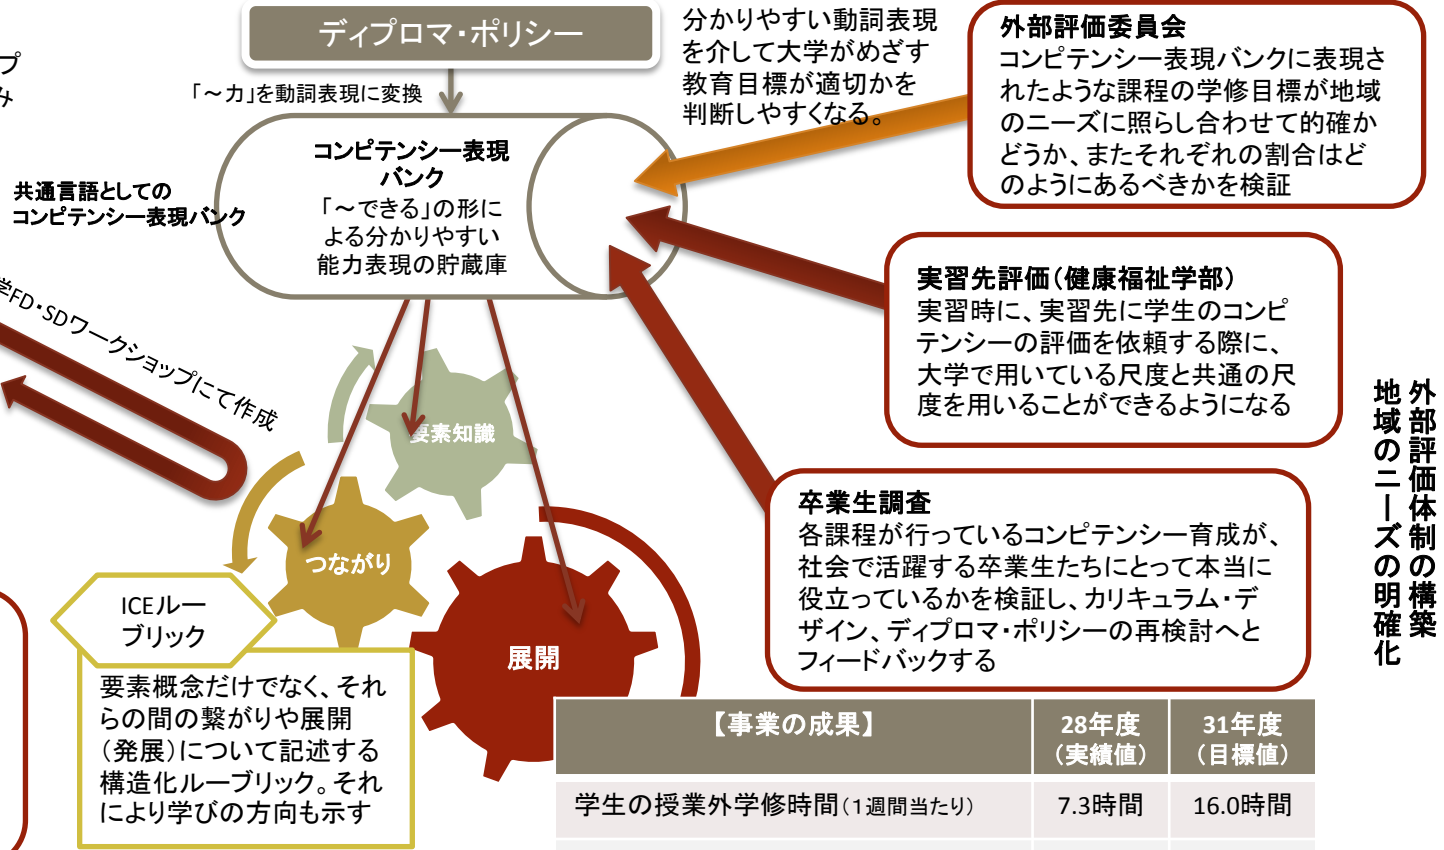 プ
み
ディプロマ・ポリシー
「～力」を動詞表現に変換
分かりやすい動詞表現
を介して大学がめざす
教育目標が適切かを
判断しやすくなる。
共通言語としての
コンピテンシー表現バンク
コンピテンシー表現
バンク
「～できる」の形に
よる分かりやすい
能力表現の貯蔵庫
外部評価委員会
コンピテンシー表現バンクに表現さ
れたような課程の学修目標が地域
のニーズに照らし合わせて的確か
どうか、またそれぞれの割合はど
のようにあるべきかを検証
学FD・SDワークショップにて作成
実習先評価（健康福祉学部）
実習時に、実習先に学生のコンピ
テンシーの評価を依頼する際に、
大学で用いている尺度と共通の尺
度を用いることができるようになる
要素知識
つながり
展開
卒業生調査
各課程が行っているコンピテンシー育成が、
社会で活躍する卒業生たちにとって本当に
役立っているかを検証し、カリキュラム・デ
ザイン、ディプロマ・ポリシーの再検討へと
フィードバックする
外部評価体制の構築
地域のニーズの明確化
ICEルー
ブリック
要素概念だけでなく、それ
らの間の繋がりや展開
（発展）について記述する
構造化ルーブリック。それ
により学びの方向も示す
【事業の成果】 28年度 31年度
（実績値） （目標値）
学生の授業外学修時間（１週間当たり） 7.3時間 16.0時間